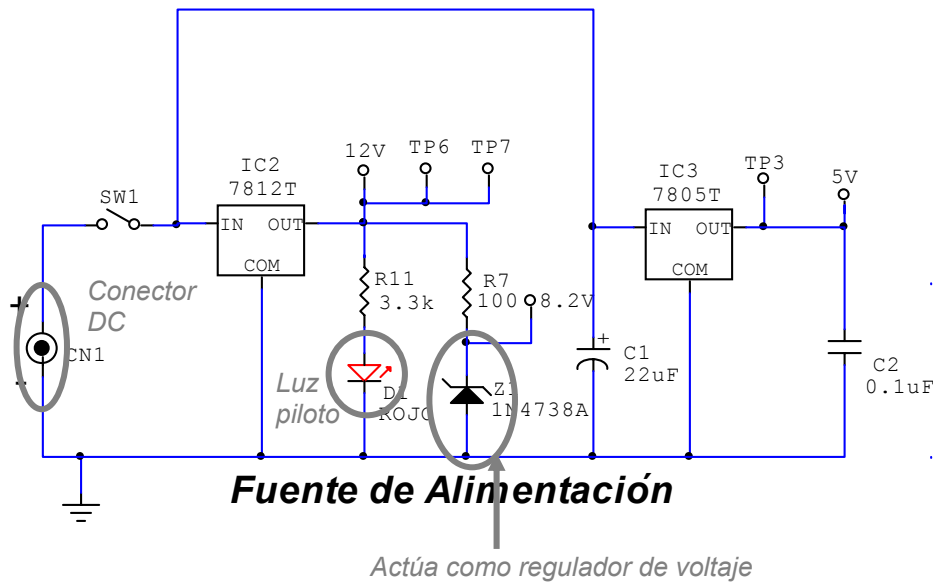 12V
TP6
TP7
IC2
7812T
SW1
IN
OUT
COM
IC3
7805T
TP3
5V
IN
OUT
COM
Conector
DC
+
CN1
-
R11
3.3k
R7
100
8.2V
Luz
piloto
D1
ROJO
Z1
1N4738A
+
C1
22uF
C2
0.1uF
Fuente de Alimentación
Actúa como regulador de voltaje